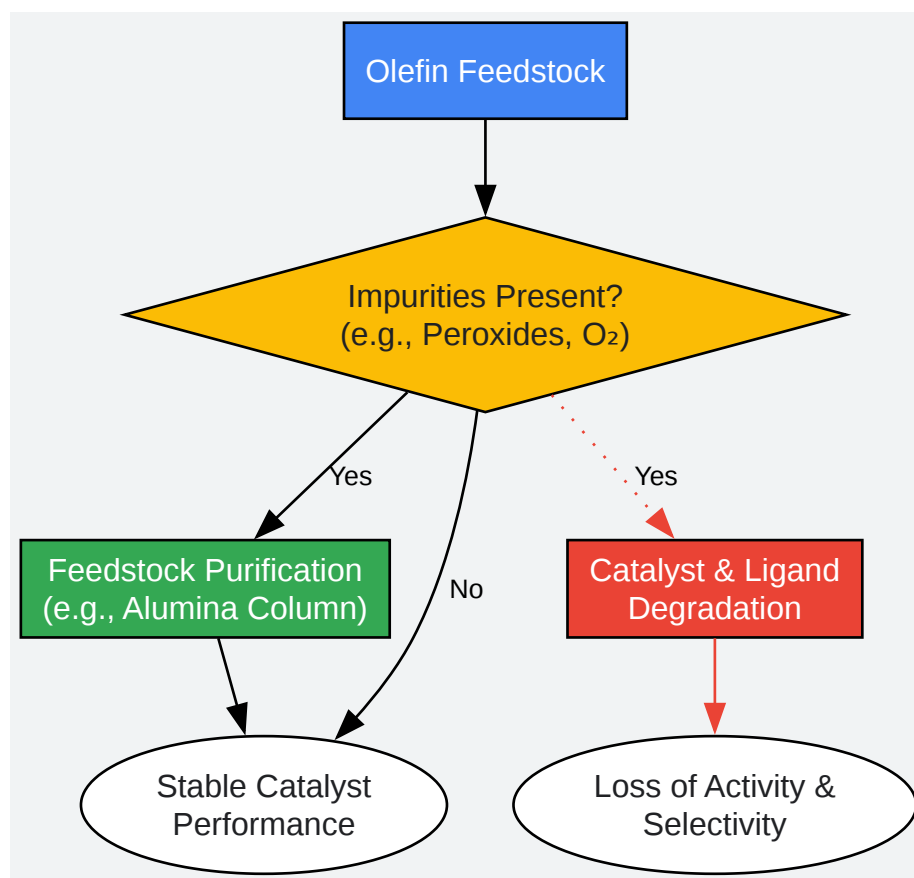 Olefin Feedstock
Impurities Present?
(e.g., Peroxides, O₂)
Yes
Yes
Feedstock Purification
(e.g., Alumina Column)
No
Catalyst & Ligand
Degradation
Stable Catalyst
Performance
Loss of Activity &
Selectivity